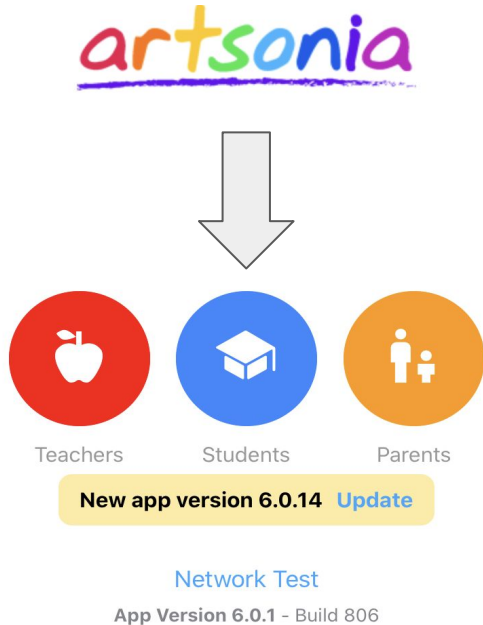 artsonia
Teachers Students Parents
New app version 6.0.14 Update
Network Test
App Version 6.0.1 - Build 806